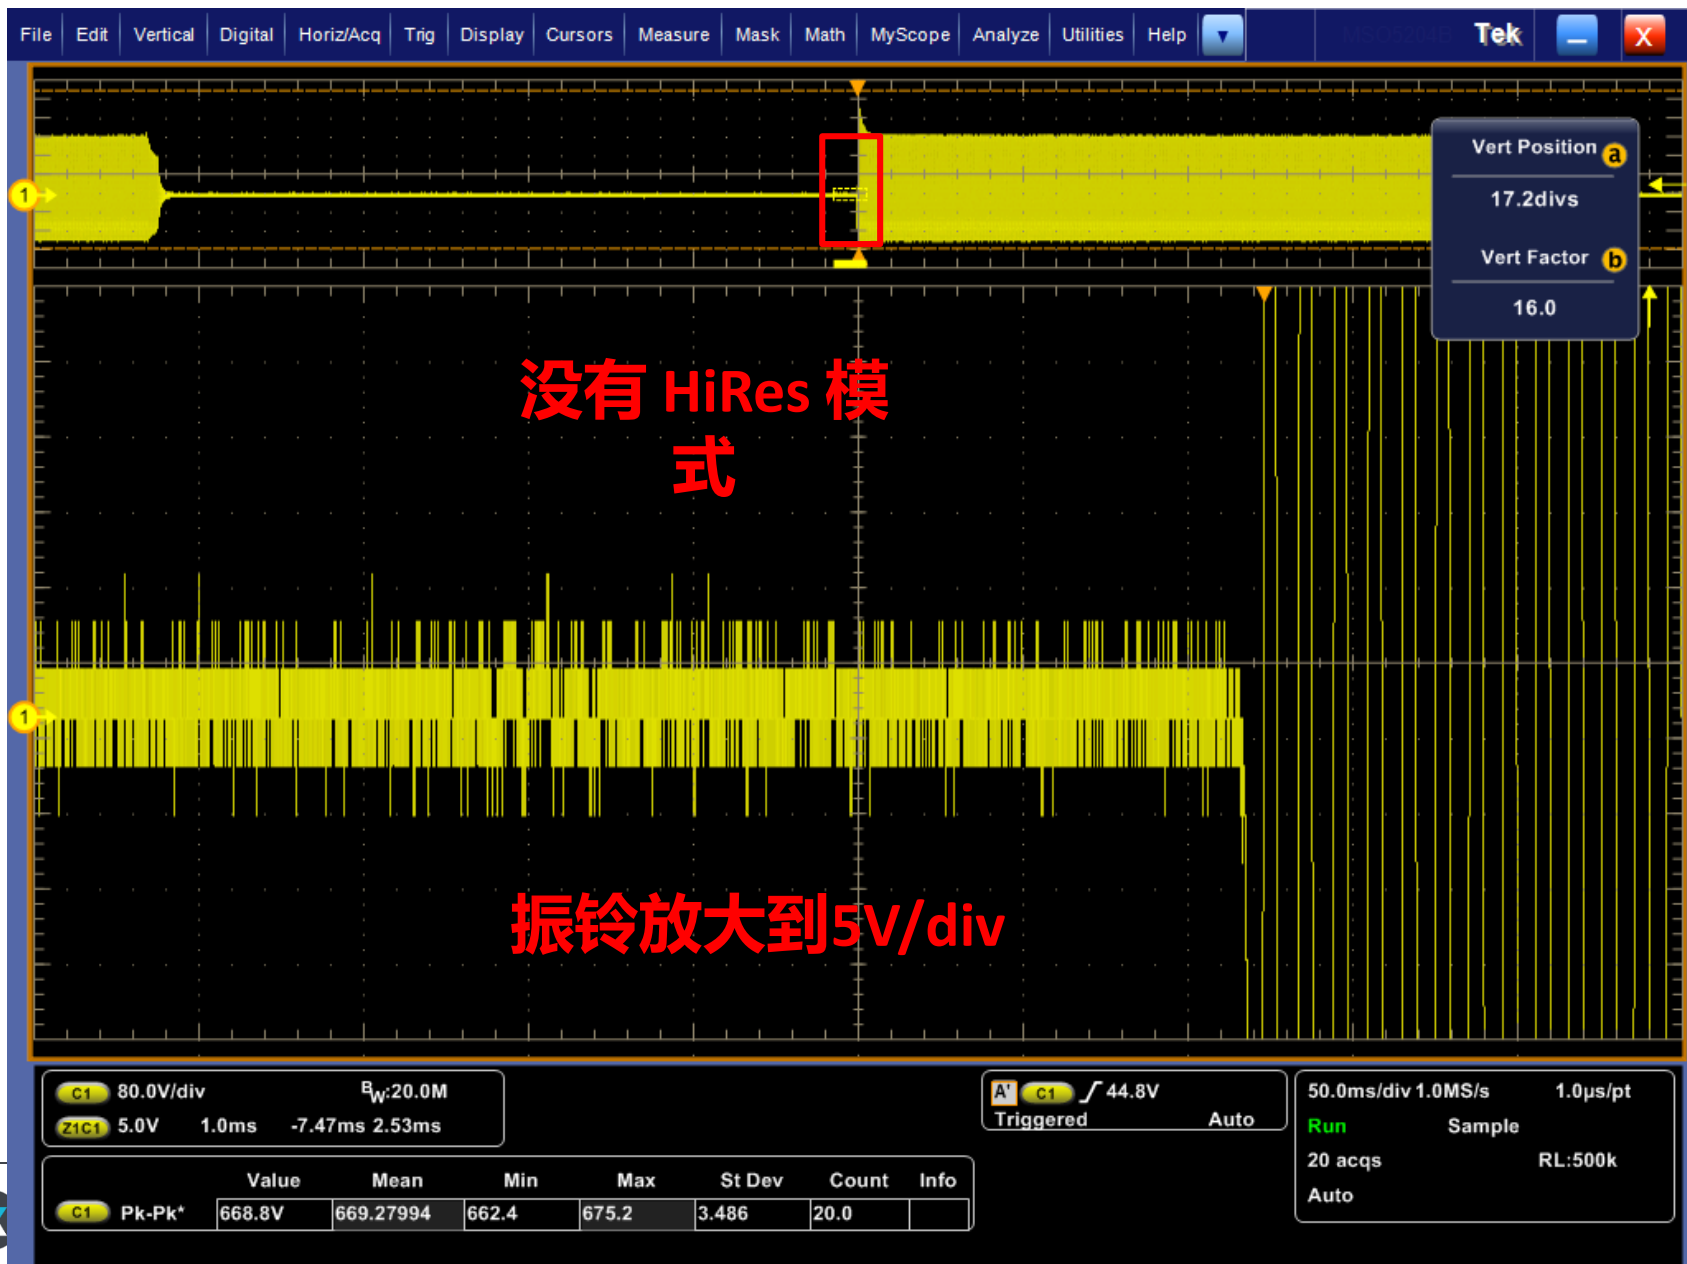 File Edit Vertical Digital Horiz/Acq Trig Display Cursors Measure Mask Math MyScope Analyze Utilities Help Tek X
Vert Position a
17.2divs
Vert Factor b
16.0
1
没有 HiRes 模
式
1
振铃放大到5V/div
C1 80.0V/div BW:20.0M
Z1C1 5.0V 1.0ms -7.47ms 2.53ms
A' C1 44.8V
Triggered Auto
50.0ms/div 1.0MS/s 1.0µs/pt
Run Sample
20 acqs RL:500k
Auto
Value Mean Min Max St Dev Count Info
C1 Pk-Pk* 668.8V 669.27994 662.4 675.2 3.486 20.0